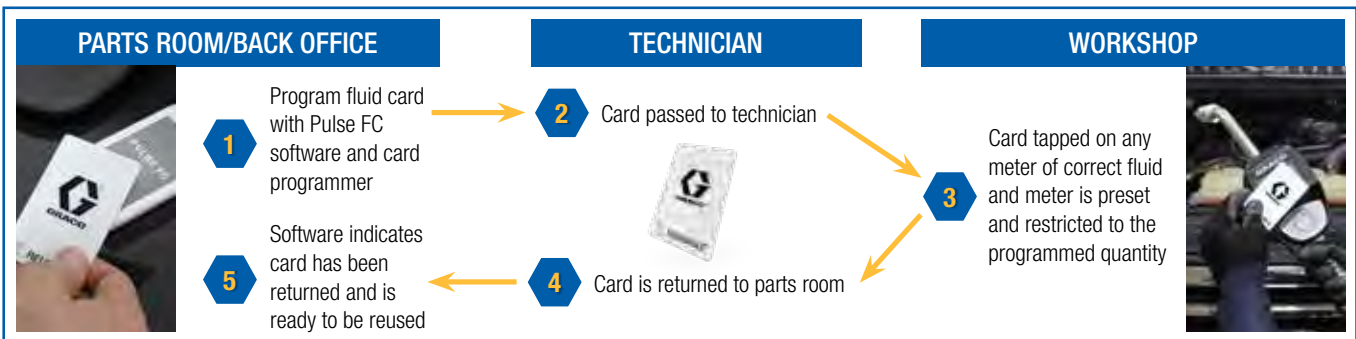 PARTS ROOM/BACK OFFICE
TECHNICIAN
WORKSHOP
1
Program fluid card
with Pulse FC
software and card
programmer
2
Card passed to technician
3
Card tapped on any
meter of correct fluid
and meter is preset
and restricted to the
programmed quantity
4
Card is returned to parts room
5
Software indicates
card has been
returned and is
ready to be reused
GRACO
GRACO